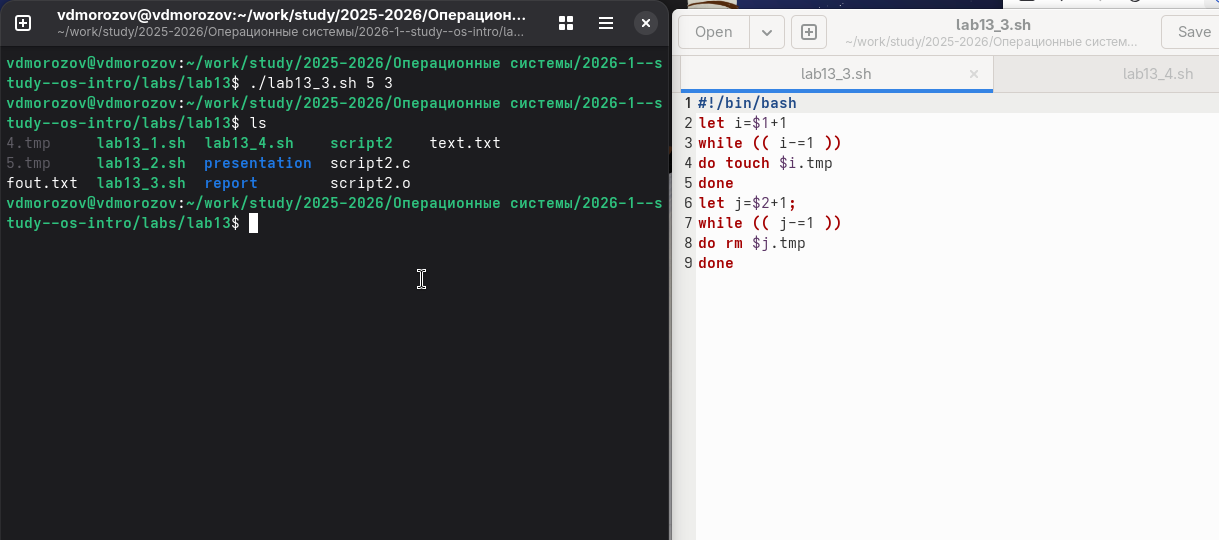 vdmorozov@vdmorozov:~/work/study/2025-2026/Операцион...
~/work/study/2025-2026/Операционные системы/2026-1--study--os-intro/la...
vdmorozov@vdmorozov:~/work/study/2025-2026/Операционные системы/2026-1--s
tudy--os-intro/labs/lab13$ ./lab13_3.sh 5 3
vdmorozov@vdmorozov:~/work/study/2025-2026/Операционные системы/2026-1--s
tudy--os-intro/labs/lab13$ ls
4.tmp lab13_1.sh lab13_4.sh script2 text.txt
5.tmp lab13_2.sh presentation script2.c
fout.txt lab13_3.sh report script2.o
vdmorozov@vdmorozov:~/work/study/2025-2026/Операционные системы/2026-1--s
tudy--os-intro/labs/lab13$
Open
lab13_3.sh
~/work/study/2025-2026/Операционные систем...
Save
lab13_3.sh
lab13_4.sh
1 #!/bin/bash
2 let i=$1+1
3 while (( i-=1 ))
4 do touch $i.tmp
5 done
6 let j=$2+1;
7 while (( j-=1 ))
8 do rm $j.tmp
9 done